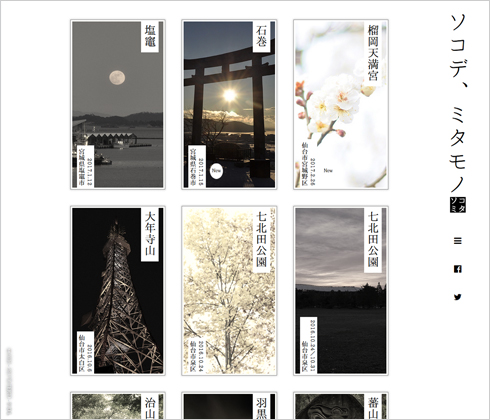 ソコデ、ミタモノ
ソコ
ミタ
榴岡天満宮
仙台市宮城野区
2017.2.26
Now
石巻
宮城県石巻市
2017.1.15
Now
塩竈
宮城県塩竈市
2017.1.12
七北田公園
仙台市泉区
2016.10.24/10.31
七北田公園
仙台市泉区
2016.10.24
大年寺山
仙台市太白区
2016.10.6
蕃山
羽黒
治山